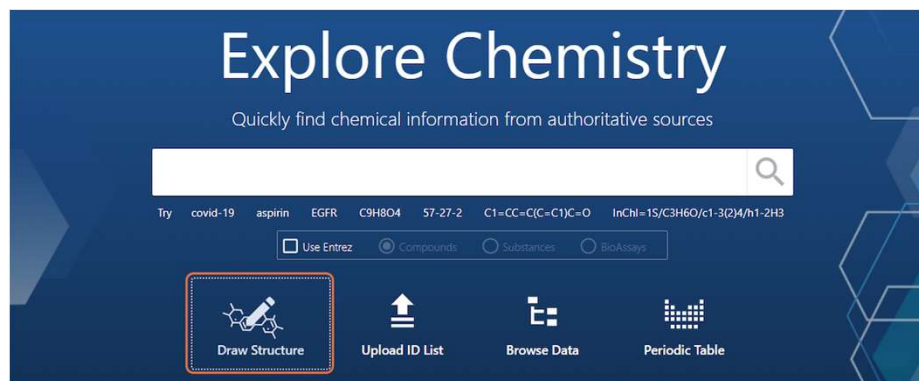 Explore Chemistry
Quickly find chemical information from authoritative sources
Try covid-19 aspirin EGFR C9H8O4 57-27-2 C1=CC=C(C=C1)C=O InChI=1S/C3H6O/c1-3(2)4/h1-2H3
Use Entrez Compounds Substances BioAssays
Draw Structure Upload ID List Browse Data Periodic Table